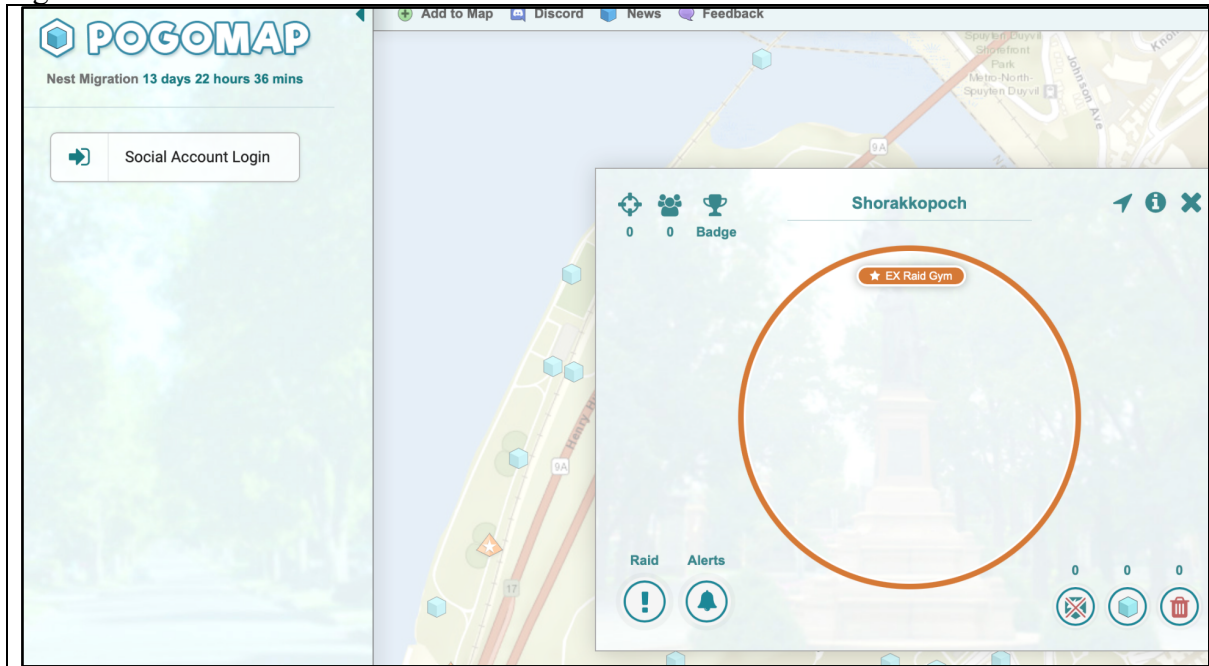 Add to Map Discord News Feedback
POGOMAP
Nest Migration 13 days 22 hours 36 mins
Social Account Login
Spuyten Duyvil
Shorefront
Park
Metro-North-
Spuyten Duyvil
Johnson Ave
9A
Shorakkopoch
0 0 Badge
EX Raid Gym
Henry
9A
17
Raid Alerts
0 0 0